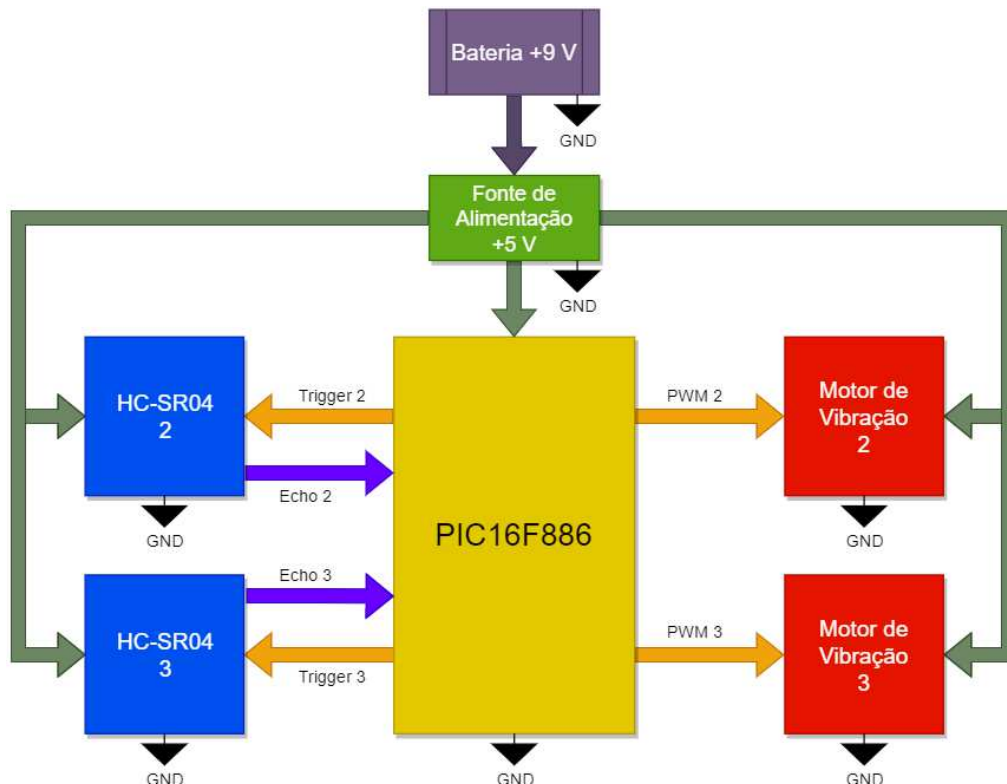 Bateria +9 V
GND
Fonte de
Alimentação
+5 V
GND
HC-SR04
2
Trigger 2
Echo 2
GND
PWM 2
Motor de
Vibração
2
GND
PIC16F886
HC-SR04
3
Echo 3
Trigger 3
GND
PWM 3
Motor de
Vibração
3
GND
GND